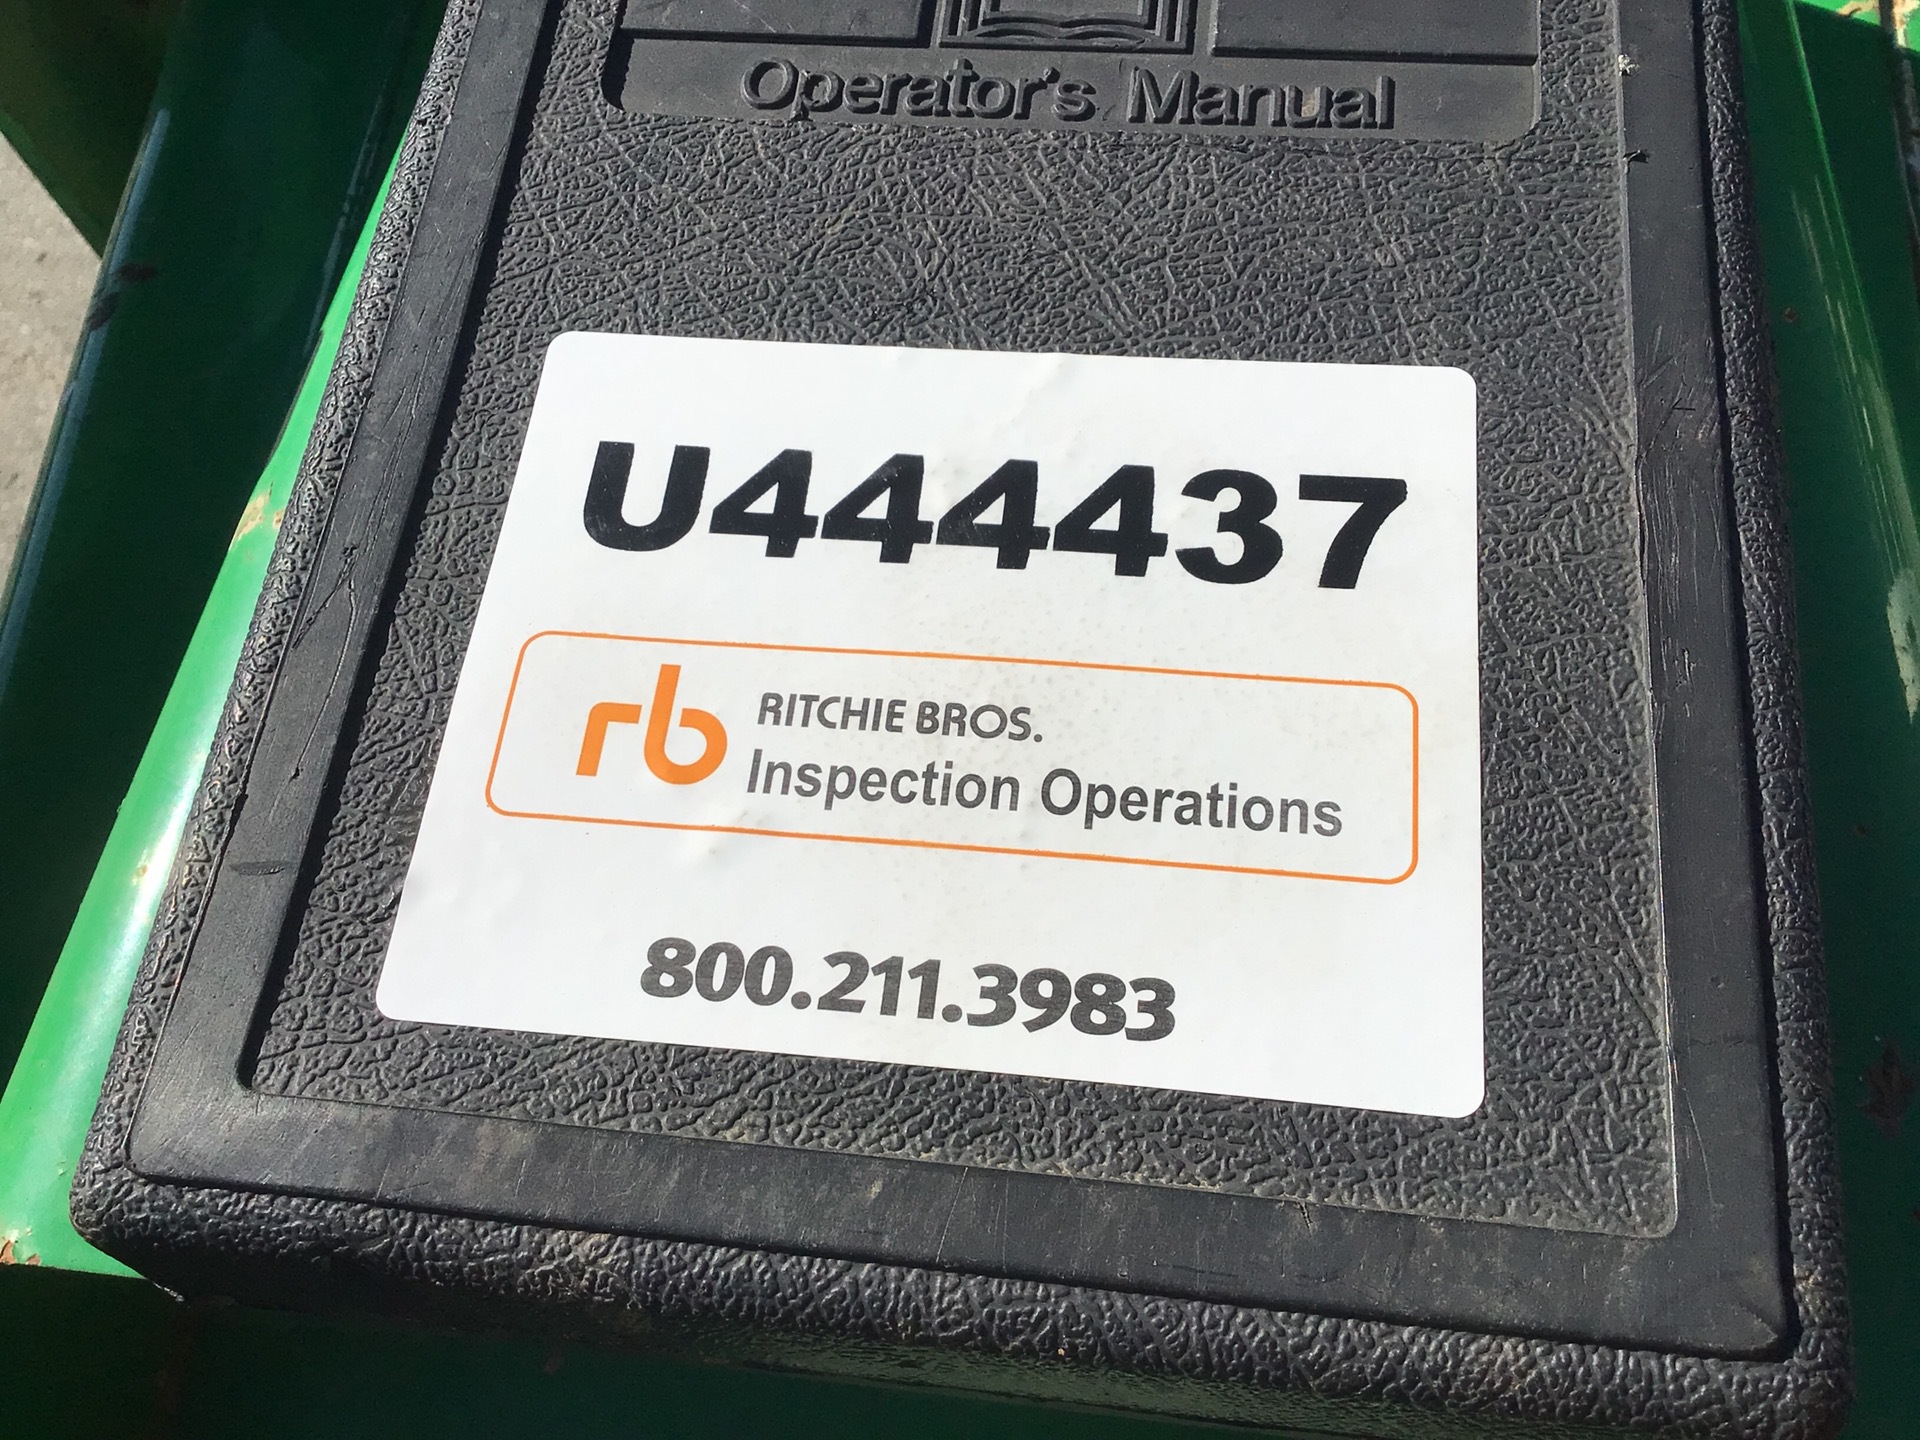 Operator's Manual
U444437
rb RITCHIE BROS.
Inspection Operations
800.211.3983